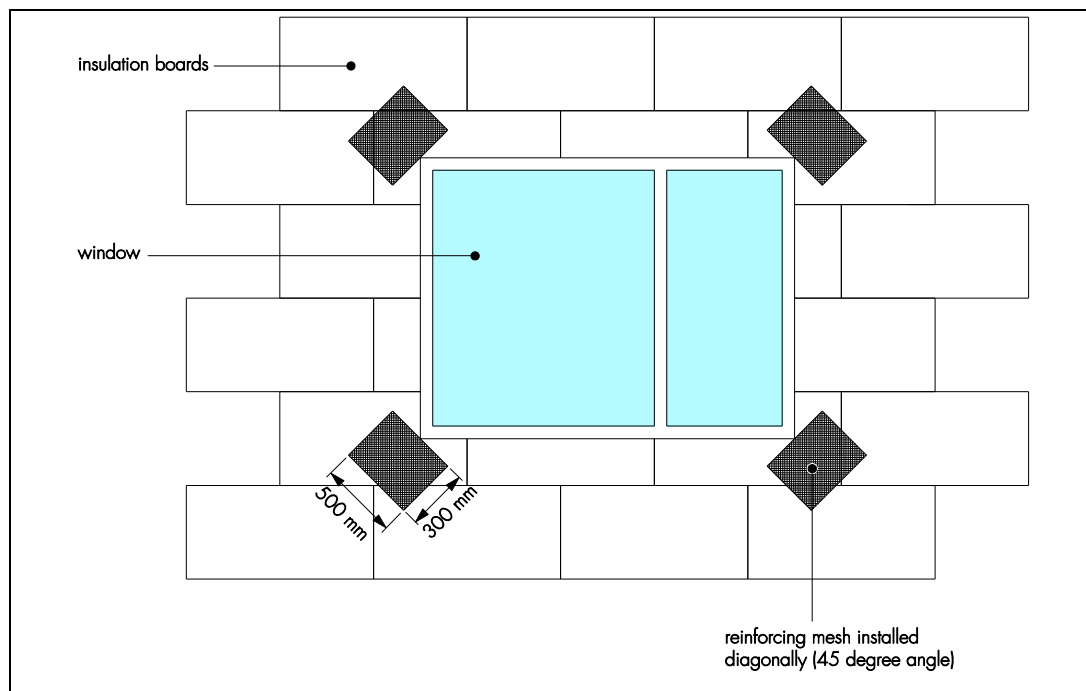 insulation boards
window
500 mm
300 mm
reinforcing mesh installed
diagonally (45 degree angle)